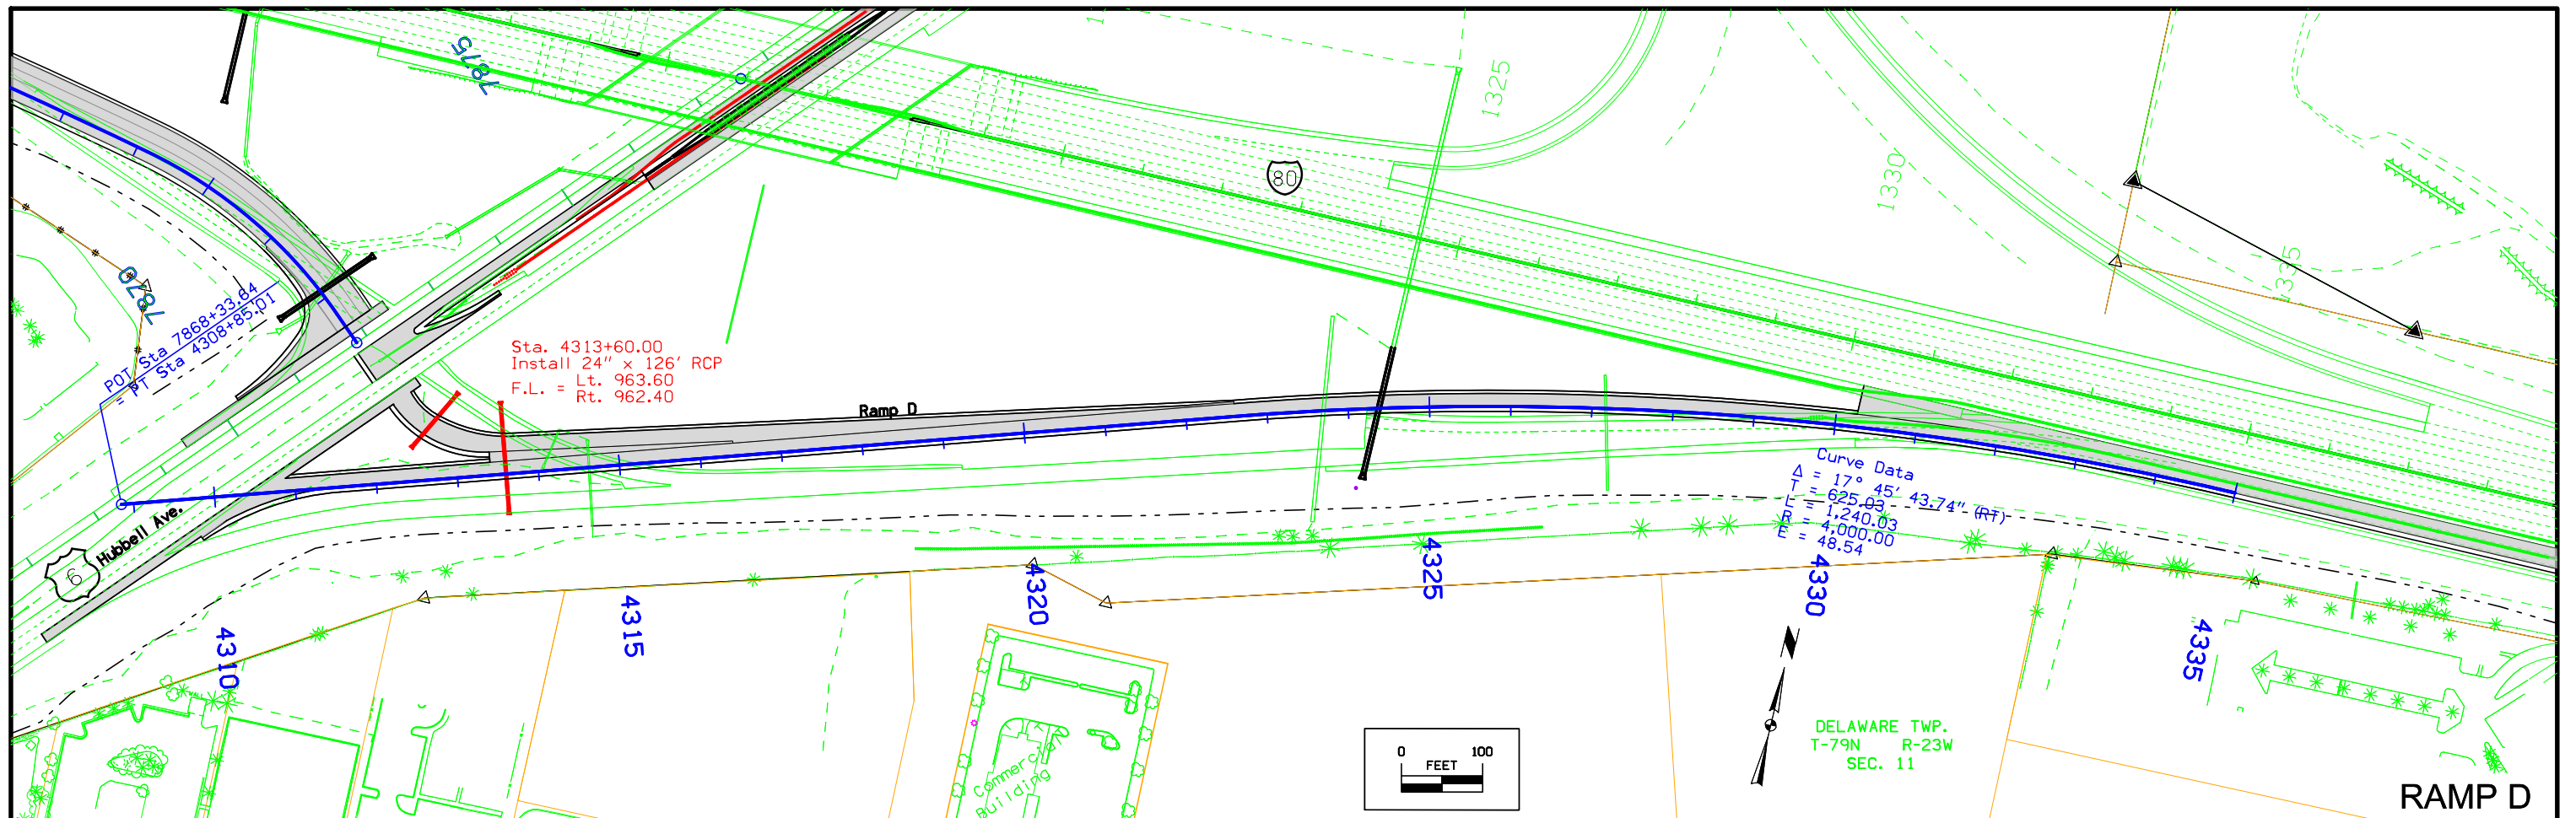 7875
1325
80
1330
1335
7870
POT Sta 7868+33.64
= PT Sta 4308+85.01
Sta. 4313+60.00
Install 24" x 126' RCP
F.L. = Lt. 963.60
Rt. 962.40
Ramp D
Curve Data
Δ = 17° 45' 43.74" (RT)
T = 625.03
L = 1,240.03
R = 4,000.00
E = 48.54
6
Hubbell Ave.
4310
4315
4320
4325
4330
4335
Commercial
Building
0 100
FEET
DELAWARE TWP.
T-79N R-23W
SEC. 11
RAMP D